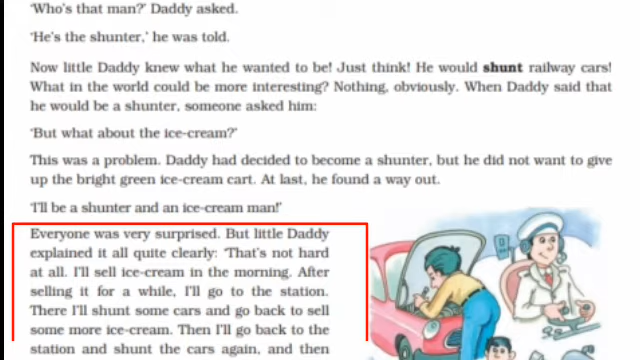 'Who's that man?' Daddy asked.
'He's the shunter,' he was told.
Now little Daddy knew what he wanted to be! Just think! He would shunt railway cars!
What in the world could be more interesting? Nothing, obviously. When Daddy said that
he would be a shunter, someone asked him:
'But what about the ice-cream?'
This was a problem. Daddy had decided to become a shunter, but he did not want to give
up the bright green ice-cream cart. At last, he found a way out.
'I'll be a shunter and an ice-cream man!'
Everyone was very surprised. But little Daddy
explained it all quite clearly: 'That's not hard
at all. I'll sell ice-cream in the morning. After
selling it for a while, I'll go to the station.
There I'll shunt some cars and go back to sell
some more ice-cream. Then I'll go back to the
station and shunt the cars again, and then